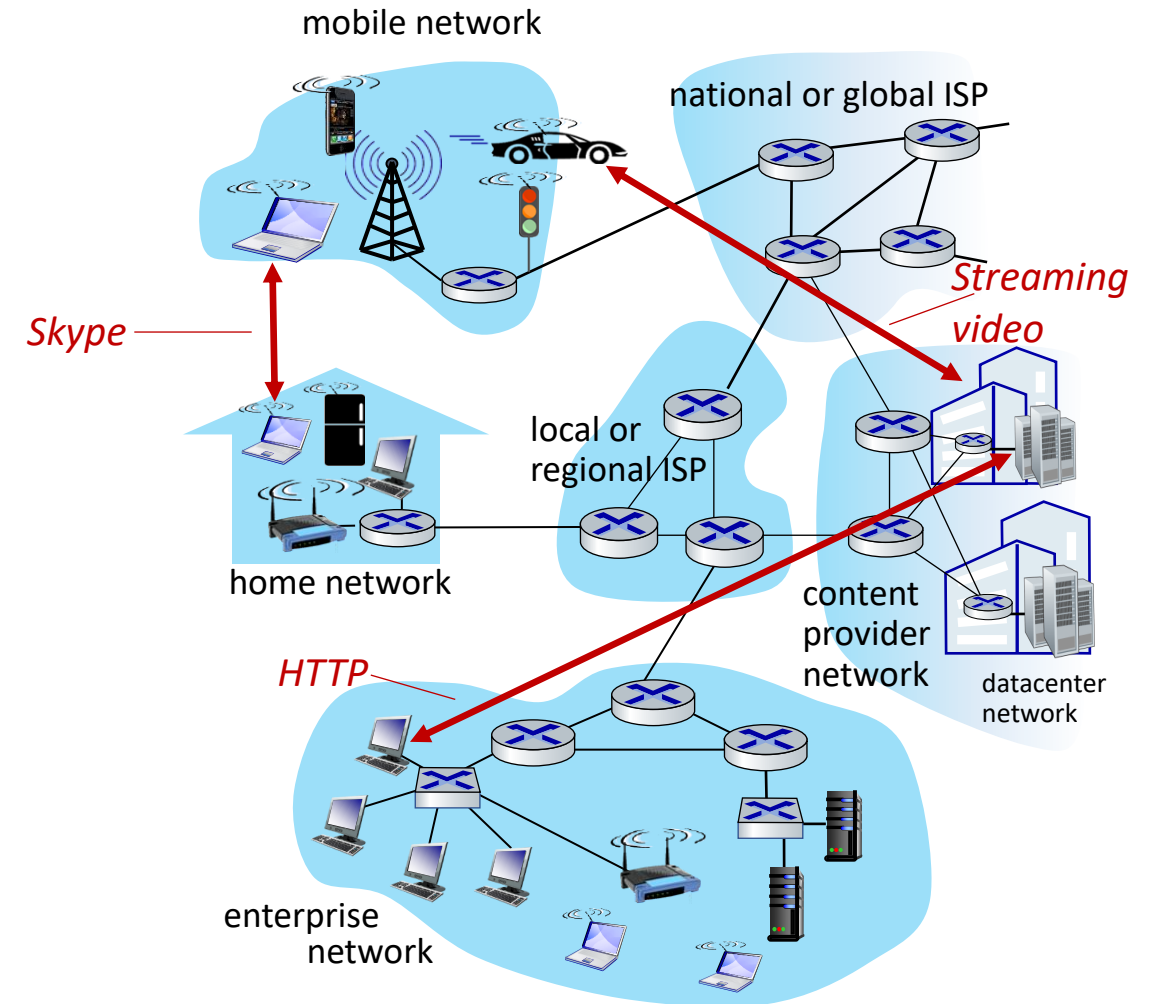 mobile network
national or global ISP
Streaming
video
Skype
local or
regional ISP
home network
content
provider
network
datacenter
network
HTTP
enterprise
network